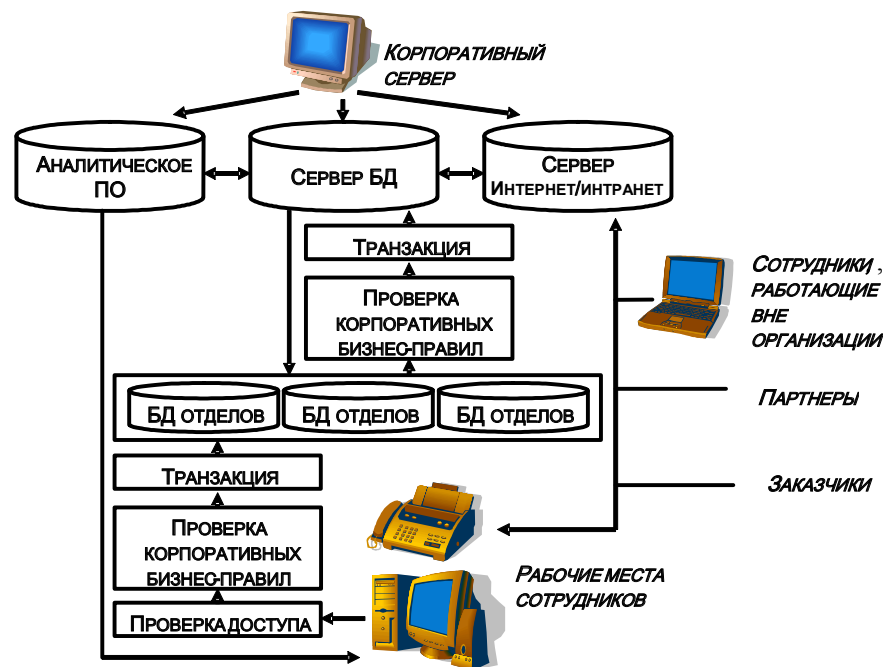 Корпоративный
сервер
Аналитическое
ПО
Сервер БД
Сервер
Интернет/интранет
Транзакция
Проверка
корпоративных
бизнес-правил
Сотрудники ,
работающие
вне
организации
БД отделов
БД отделов
БД отделов
Партнеры
Транзакция
Заказчики
Проверка
корпоративных
бизнес-правил
Рабочие места
сотрудников
Проверка доступа